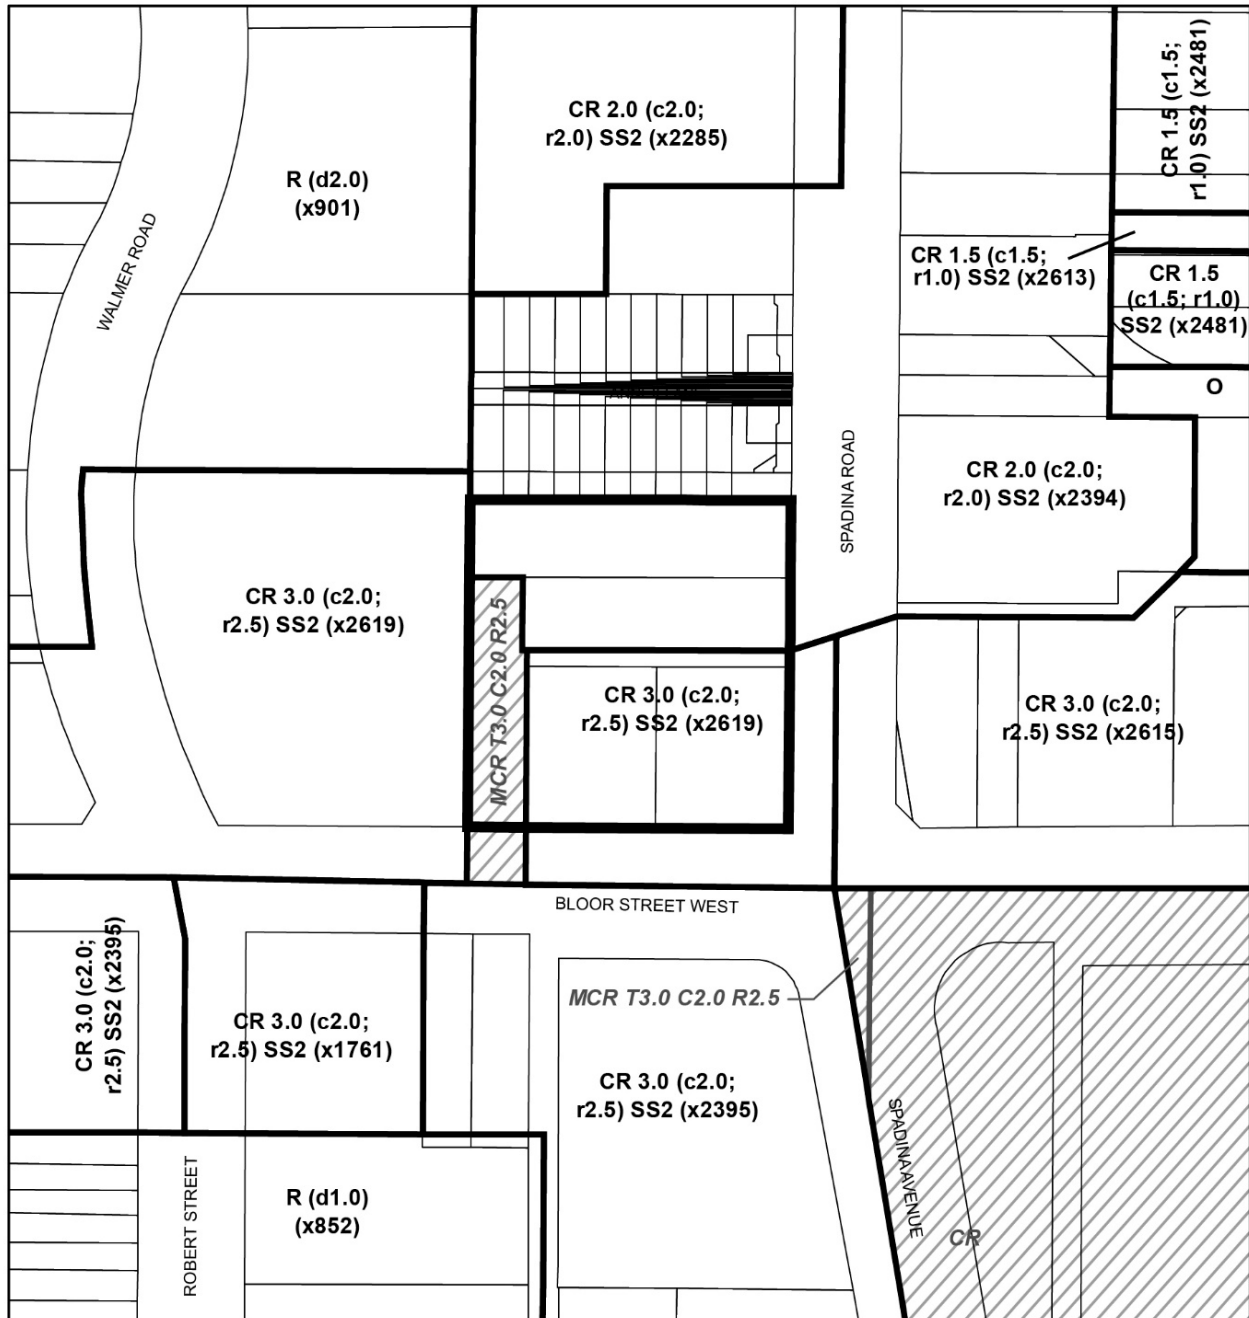 CR 2.0 (c2.0;
r2.0) SS2 (x2285)
CR 1.5 (c1.5;
r1.0) SS2 (x2481)
R (d2.0)
(x901)
WALMER ROAD
CR 1.5 (c1.5;
r1.0) SS2 (x2613)
CR 1.5
(c1.5; r1.0)
SS2 (x2481)
O
SPADINA ROAD
CR 2.0 (c2.0;
r2.0) SS2 (x2394)
CR 3.0 (c2.0;
r2.5) SS2 (x2619)
MCR T3.0 C2.0 R2.5
CR 3.0 (c2.0;
r2.5) SS2 (x2619)
CR 3.0 (c2.0;
r2.5) SS2 (x2615)
BLOOR STREET WEST
CR 3.0 (c2.0;
r2.5) SS2 (x2395)
CR 3.0 (c2.0;
r2.5) SS2 (x1761)
MCR T3.0 C2.0 R2.5
CR 3.0 (c2.0;
r2.5) SS2 (x2395)
SPADINA AVENUE
CR
ROBERT STREET
R (d1.0)
(x852)